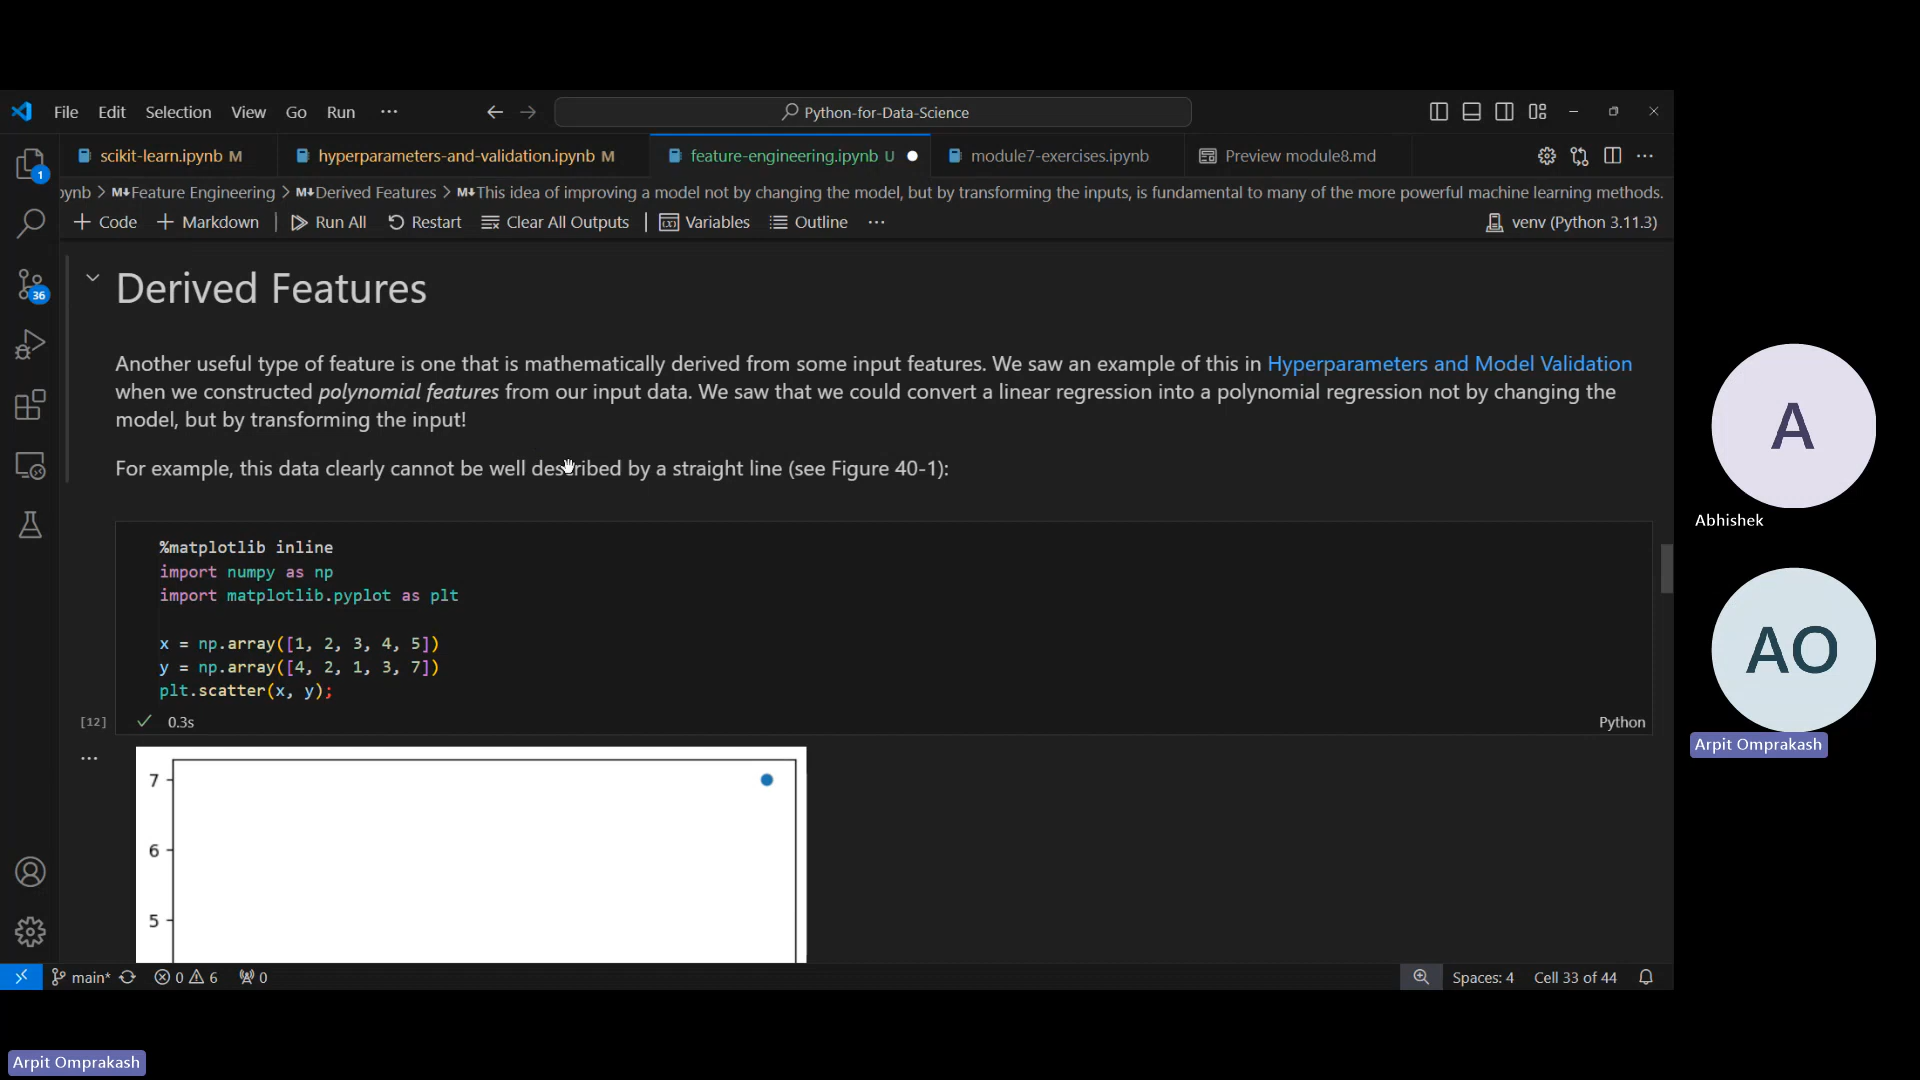 File Edit Selection View Go Run ··· Python-for-Data-Science
scikit-learn.ipynb M hyperparameters-and-validation.ipynb M feature-engineering.ipynb U module7-exercises.ipynb Preview module8.md
pynb > M↓Feature Engineering > M↓Derived Features > M↓This idea of improving a model not by changing the model, but by transforming the inputs, is fundamental to many of the more powerful machine learning methods.
+ Code + Markdown Run All Restart Clear All Outputs Variables Outline ··· venv (Python 3.11.3)
1
36
Derived Features
Another useful type of feature is one that is mathematically derived from some input features. We saw an example of this in Hyperparameters and Model Validation
when we constructed polynomial features from our input data. We saw that we could convert a linear regression into a polynomial regression not by changing the
model, but by transforming the input!
For example, this data clearly cannot be well described by a straight line (see Figure 40-1):
%matplotlib inline
import numpy as np
import matplotlib.pyplot as plt
x = np.array([1, 2, 3, 4, 5])
y = np.array([4, 2, 1, 3, 7])
plt.scatter(x, y);
[12] 0.3s Python
7
6
5
main* 0 6 0 Spaces: 4 Cell 33 of 44
A
Abhishek
AO
Arpit Omprakash
Arpit Omprakash